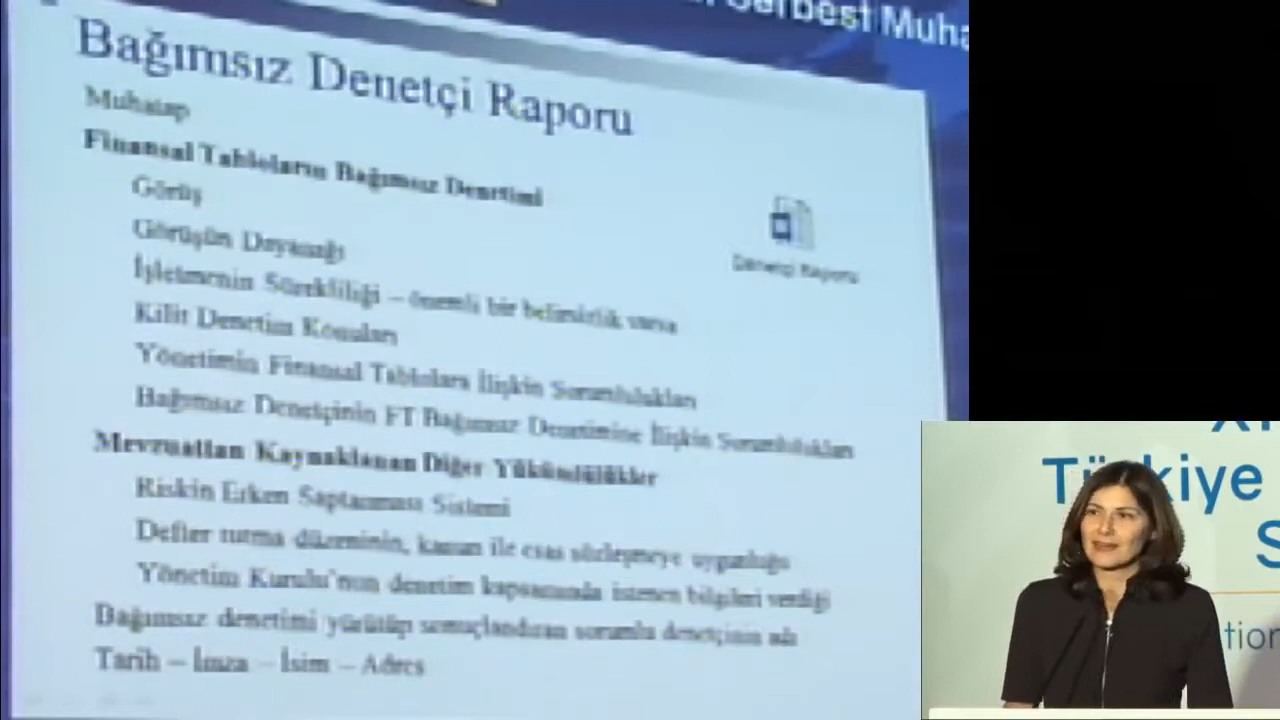 Serbest Muha
Bağımsız Denetçi Raporu
Muhatap
Finansal Tabloların Bağımsız Denetimi
Görüş
Görüşün Dayanağı
İşletmenin Sürekliliği – önemli bir belirsizlik varsa
Kilit Denetim Konuları
Yönetimin Finansal Tablolara İlişkin Sorumlulukları
Bağımsız Denetçinin FT Bağımsız Denetimine İlişkin Sorumlulukları
Mevzuattan Kaynaklanan Diğer Yükümlülükler
Riskin Erken Saptanması Sistemi
Defter tutma düzeninin, kanun ile esas sözleşmeye uygunluğu
Yönetim Kurulu'nun denetim kapsamında istenen bilgileri verdiği
Bağımsız denetimi yürütüp sonuçlandıran sorumlu denetçinin adı
Tarih – İmza – İsim – Adres
Denetçi Raporu
Türkiye
S
tion